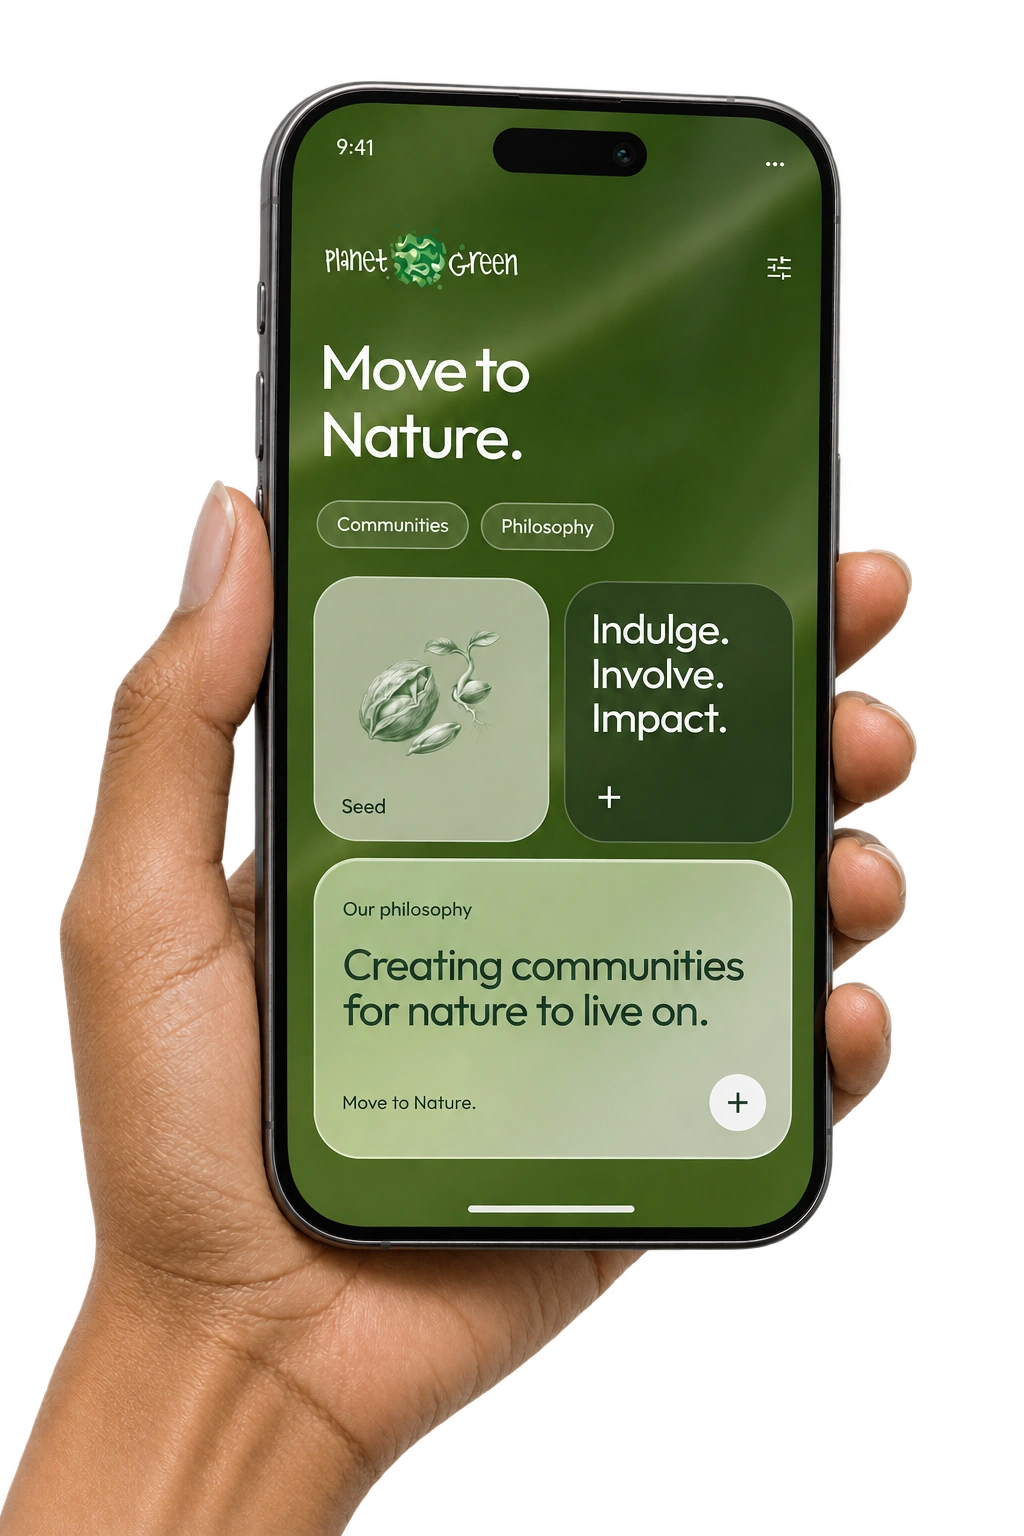 9:41
Planet Green
Move to
Nature.
Communities
Philosophy
Indulge.
Involve.
Impact.
Seed
Our philosophy
Creating communities
for nature to live on.
Move to Nature.